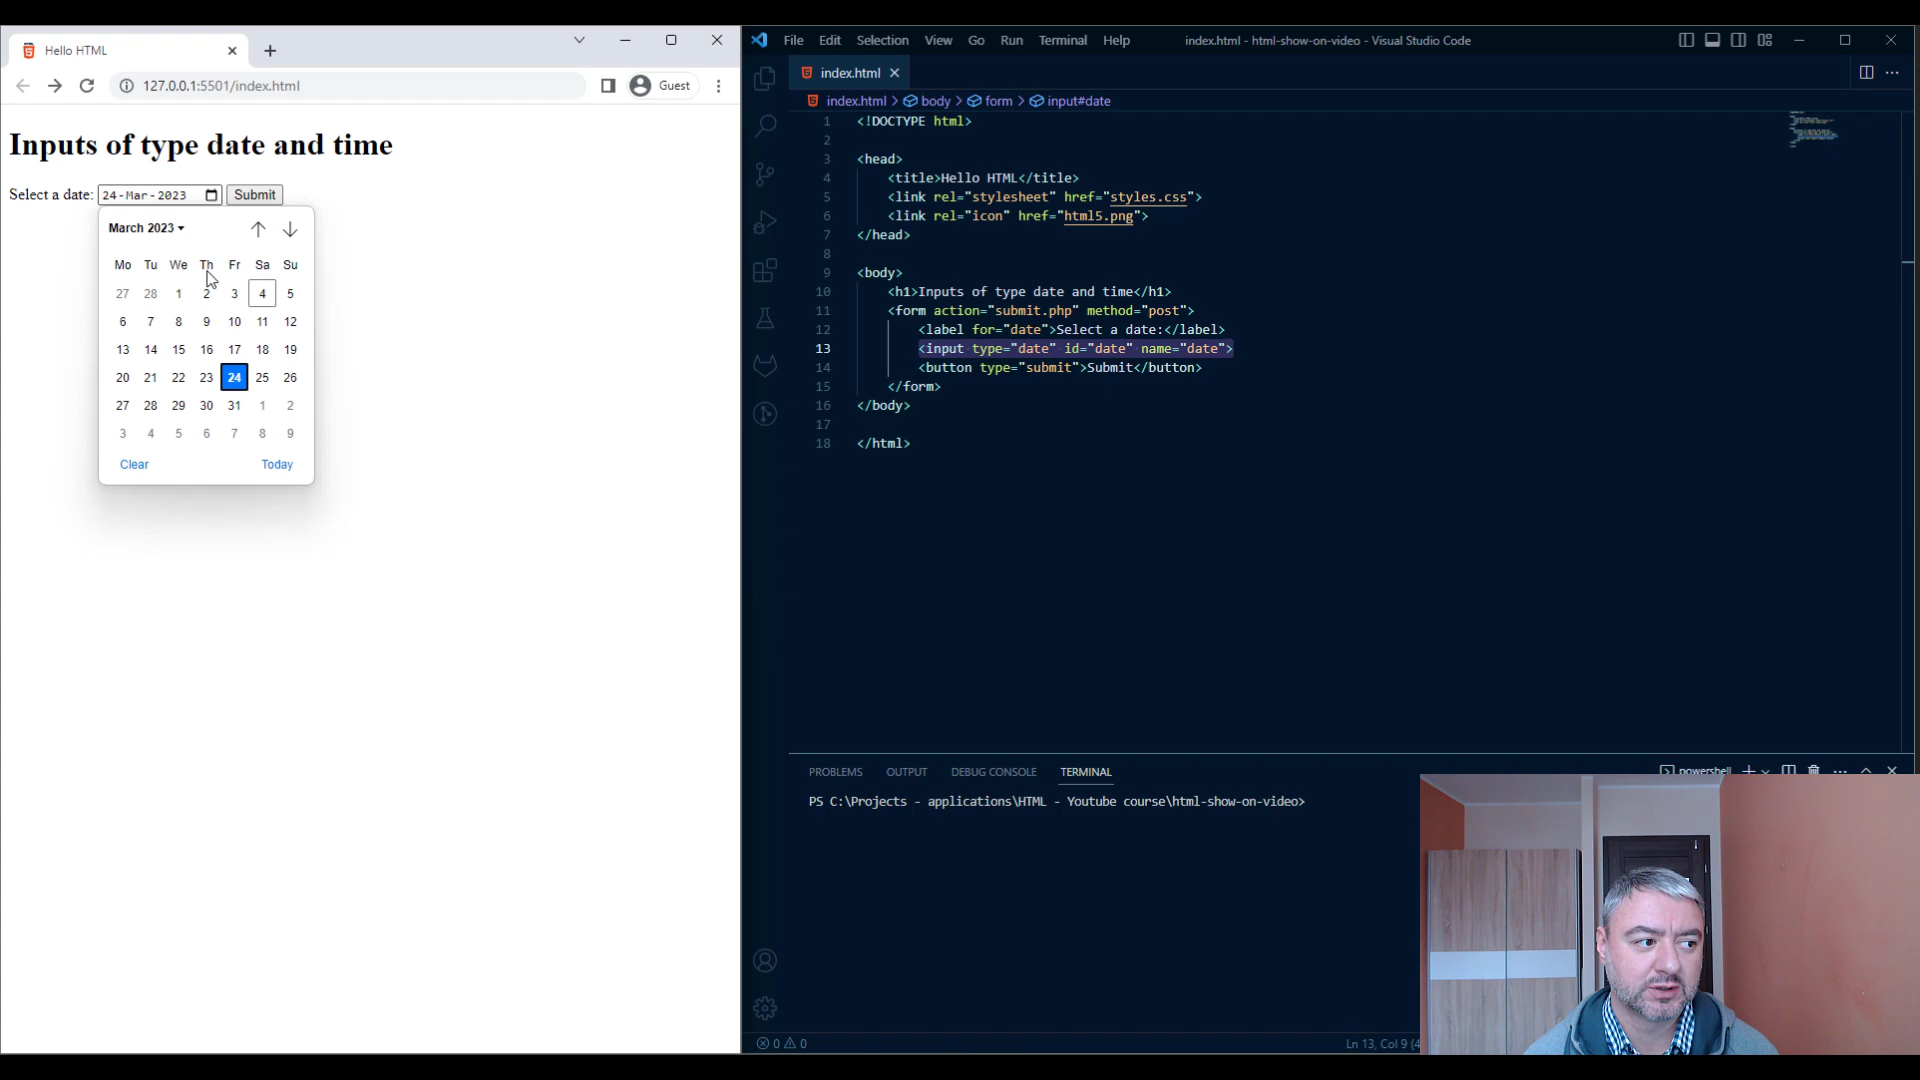 Hello HTML
127.0.0.1:5501/index.html
Guest
Inputs of type date and time
Select a date: 24-Mar-2023 Submit
March 2023
Mo Tu We Th Fr Sa Su
27 28 1 2 3 4 5
6 7 8 9 10 11 12
13 14 15 16 17 18 19
20 21 22 23 24 25 26
27 28 29 30 31 1 2
3 4 5 6 7 8 9
Clear Today
File Edit Selection View Go Run Terminal Help index.html - html-show-on-video - Visual Studio Code
index.html
index.html > body > form > input#date
1 <!DOCTYPE html>
2
3 <head>
4 <title>Hello HTML</title>
5 <link rel="stylesheet" href="styles.css">
6 <link rel="icon" href="html5.png">
7 </head>
8
9 <body>
10 <h1>Inputs of type date and time</h1>
11 <form action="submit.php" method="post">
12 <label for="date">Select a date:</label>
13 <input type="date" id="date" name="date">
14 <button type="submit">Submit</button>
15 </form>
16 </body>
17
18 </html>
PROBLEMS OUTPUT DEBUG CONSOLE TERMINAL powershell
PS C:\Projects - applications\HTML - Youtube course\html-show-on-video>
0 0
Ln 13, Col 9 (4